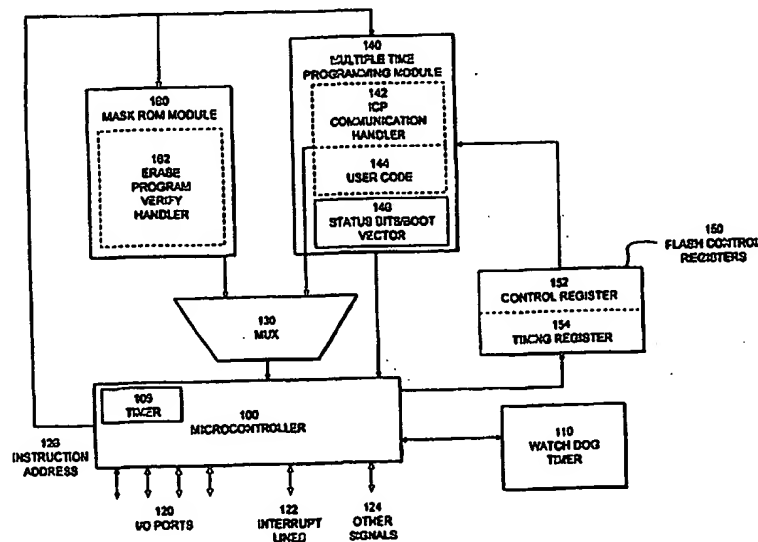 140
MULTIPLE TIME
PROGRAMMING MODULE
142
ICP
COMMUNICATION
HANDLER
144
USER CODE
148
STATUS BITS/BOOT
VECTOR
160
MASK ROM MODULE
162
ERASE
PROGRAM
VERIFY
HANDLER
150
FLASH CONTROL
REGISTERS
152
CONTROL REGISTER
154
TIMING REGISTER
130
MUX
109
TIMER
100
MICROCONTROLLER
110
WATCH DOG
TIMER
126
INSTRUCTION
ADDRESS
120
I/O PORTS
122
INTERRUPT
LINES
124
OTHER
SIGNALS